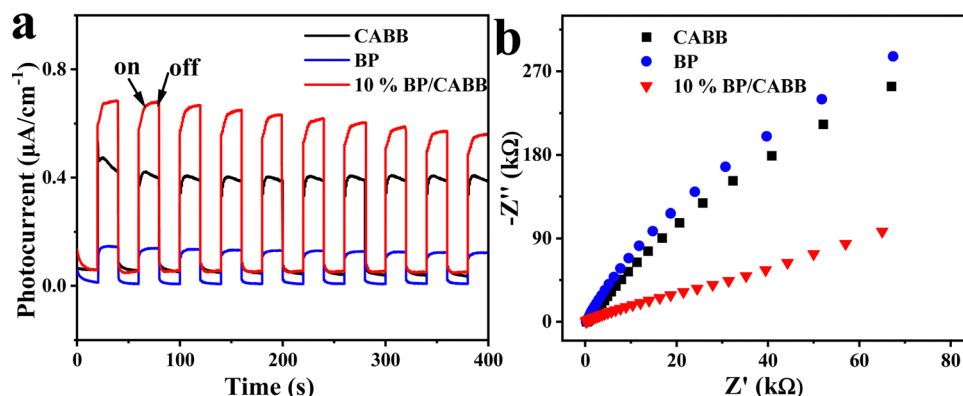 a
Photocurrent (μA/cm⁻¹)
0.8
0.4
0.0
on
off
CABB
BP
10 % BP/CABB
0
100
200
300
400
Time (s)
b
-Z'' (kΩ)
270
180
90
0
CABB
BP
10 % BP/CABB
0
20
40
60
80
Z' (kΩ)